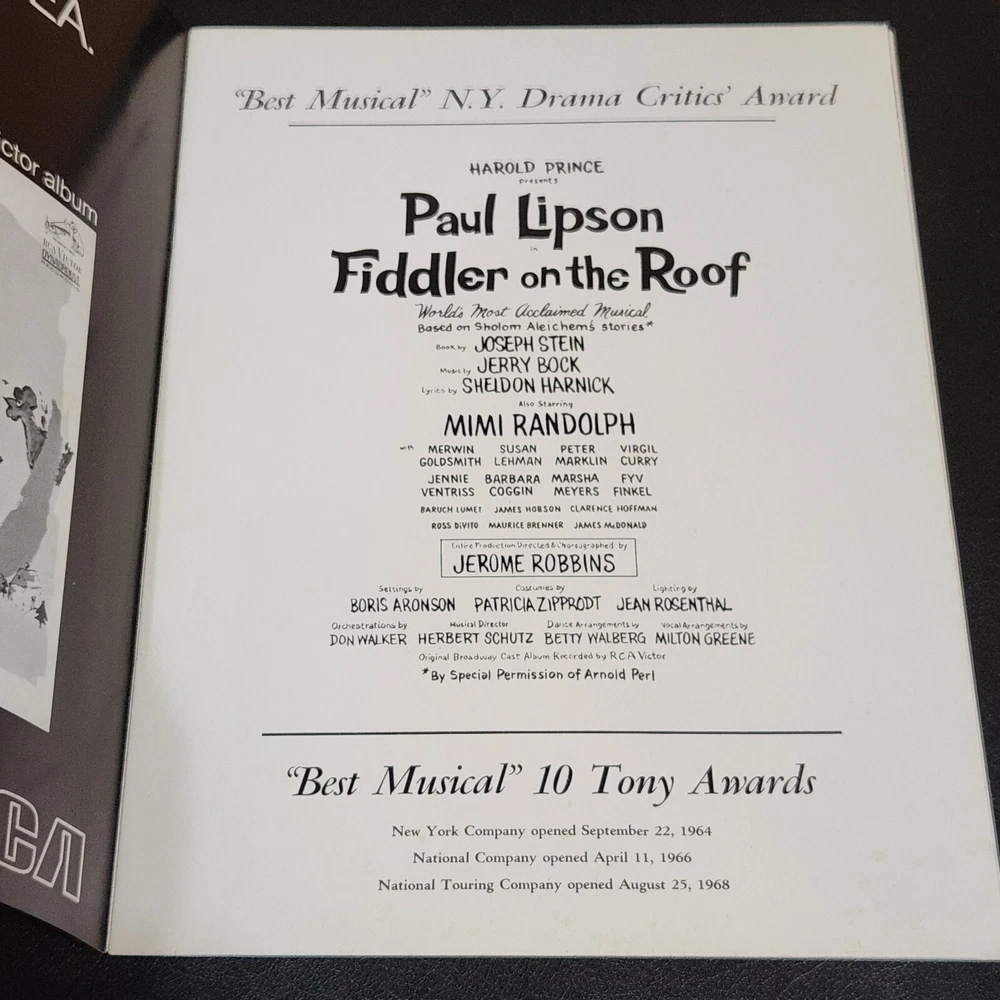 EA.
ctor album
RCA VICTOR
DYNAGROOVE
CA
"Best Musical" N.Y. Drama Critics' Award
HAROLD PRINCE
presents
Paul Lipson
in
Fiddler on the Roof
World's Most Acclaimed Musical
Based on Sholom Aleichem's stories*
Book by JOSEPH STEIN
Music by JERRY BOCK
Lyrics by SHELDON HARNICK
Also Starring
MIMI RANDOLPH
with MERWIN SUSAN PETER VIRGIL
GOLDSMITH LEHMAN MARKLIN CURRY
JENNIE BARBARA MARSHA FYV
VENTRISS COGGIN MEYERS FINKEL
BARUCH LUMET JAMES HOBSON CLARENCE HOFFMAN
ROSS DIVITO MAURICE BRENNER JAMES McDONALD
Entire Production Directed & Choreographed by
JEROME ROBBINS
Settings by Costumes by Lighting by
BORIS ARONSON PATRICIA ZIPPRODT JEAN ROSENTHAL
Orchestrations by Musical Director Dance Arrangements by Vocal Arrangements by
DON WALKER HERBERT SCHUTZ BETTY WALBERG MILTON GREENE
Original Broadway Cast Album Recorded by RCA Victor
*By Special Permission of Arnold Perl
"Best Musical" 10 Tony Awards
New York Company opened September 22, 1964
National Company opened April 11, 1966
National Touring Company opened August 25, 1968